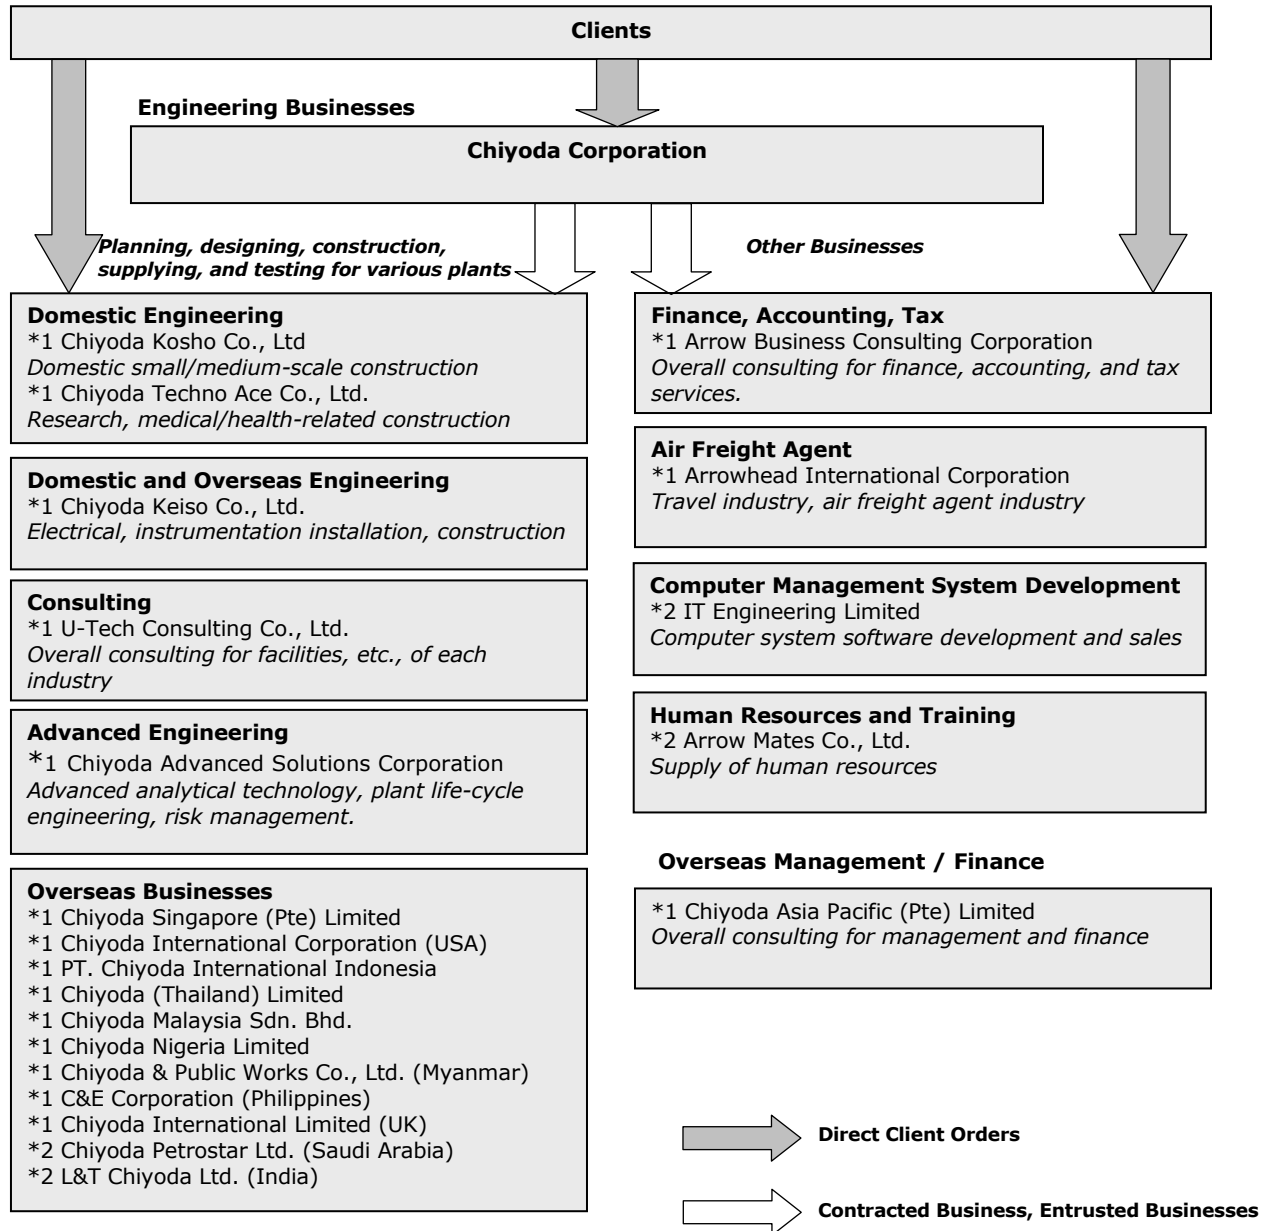 Clients
Engineering Businesses
Chiyoda Corporation
Planning, designing, construction,
supplying, and testing for various plants
Other Businesses
Domestic Engineering
*1 Chiyoda Kosho Co., Ltd
Domestic small/medium-scale construction
*1 Chiyoda Techno Ace Co., Ltd.
Research, medical/health-related construction
Domestic and Overseas Engineering
*1 Chiyoda Keiso Co., Ltd.
Electrical, instrumentation installation, construction
Consulting
*1 U-Tech Consulting Co., Ltd.
Overall consulting for facilities, etc., of each
industry
Advanced Engineering
*1 Chiyoda Advanced Solutions Corporation
Advanced analytical technology, plant life-cycle
engineering, risk management.
Overseas Businesses
*1 Chiyoda Singapore (Pte) Limited
*1 Chiyoda International Corporation (USA)
*1 PT. Chiyoda International Indonesia
*1 Chiyoda (Thailand) Limited
*1 Chiyoda Malaysia Sdn. Bhd.
*1 Chiyoda Nigeria Limited
*1 Chiyoda & Public Works Co., Ltd. (Myanmar)
*1 C&E Corporation (Philippines)
*1 Chiyoda International Limited (UK)
*2 Chiyoda Petrostar Ltd. (Saudi Arabia)
*2 L&T Chiyoda Ltd. (India)
Finance, Accounting, Tax
*1 Arrow Business Consulting Corporation
Overall consulting for finance, accounting, and tax
services.
Air Freight Agent
*1 Arrowhead International Corporation
Travel industry, air freight agent industry
Computer Management System Development
*2 IT Engineering Limited
Computer system software development and sales
Human Resources and Training
*2 Arrow Mates Co., Ltd.
Supply of human resources
Overseas Management / Finance
*1 Chiyoda Asia Pacific (Pte) Limited
Overall consulting for management and finance
Direct Client Orders
Contracted Business, Entrusted Businesses